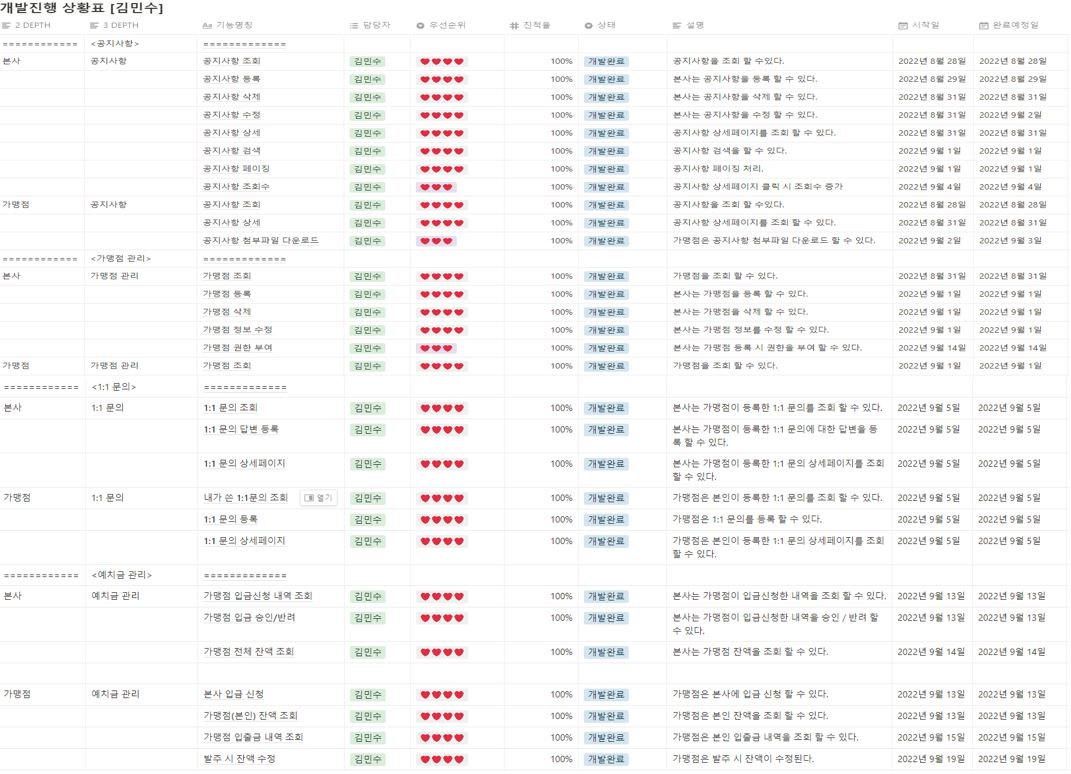 개발진행 상황표 [김민수]
2 DEPTH 3 DEPTH Aa 기능명칭 담당자 우선순위 진척율 상태 설명 시작일 완료예정일
============ <공지사항> =============
본사 공지사항 공지사항 조회 김민수 ♥♥♥♥ 100% 개발완료 공지사항을 조회 할 수있다. 2022년 8월 28일 2022년 8월 28일
공지사항 등록 김민수 ♥♥♥♥ 100% 개발완료 본사는 공지사항을 등록 할 수 있다. 2022년 8월 29일 2022년 8월 29일
공지사항 삭제 김민수 ♥♥♥♥ 100% 개발완료 본사는 공지사항을 삭제 할 수 있다. 2022년 8월 31일 2022년 8월 31일
공지사항 수정 김민수 ♥♥♥♥ 100% 개발완료 본사는 공지사항을 수정 할 수 있다. 2022년 8월 31일 2022년 9월 2일
공지사항 상세 김민수 ♥♥♥♥ 100% 개발완료 공지사항 상세페이지를 조회 할 수 있다. 2022년 8월 31일 2022년 8월 31일
공지사항 검색 김민수 ♥♥♥♥ 100% 개발완료 공지사항 검색을 할 수 있다. 2022년 9월 1일 2022년 9월 1일
공지사항 페이징 김민수 ♥♥♥♥ 100% 개발완료 공지사항 페이징 처리. 2022년 9월 1일 2022년 9월 1일
공지사항 조회수 김민수 ♥♥♥ 100% 개발완료 공지사항 상세페이지 클릭 시 조회수 증가 2022년 9월 4일 2022년 9월 4일
가맹점 공지사항 공지사항 조회 김민수 ♥♥♥♥ 100% 개발완료 공지사항을 조회 할 수있다. 2022년 8월 28일 2022년 8월 28일
공지사항 상세 김민수 ♥♥♥♥ 100% 개발완료 공지사항 상세페이지를 조회 할 수 있다. 2022년 8월 31일 2022년 8월 31일
공지사항 첨부파일 다운로드 김민수 ♥♥♥ 100% 개발완료 가맹점은 공지사항 첨부파일 다운로드 할 수 있다. 2022년 9월 2일 2022년 9월 3일
============ <가맹점 관리> =============
본사 가맹점 관리 가맹점 조회 김민수 ♥♥♥♥ 100% 개발완료 가맹점을 조회 할 수 있다. 2022년 8월 31일 2022년 8월 31일
가맹점 등록 김민수 ♥♥♥♥ 100% 개발완료 본사는 가맹점을 등록 할 수 있다. 2022년 9월 1일 2022년 9월 1일
가맹점 삭제 김민수 ♥♥♥♥ 100% 개발완료 본사는 가맹점을 삭제 할 수 있다. 2022년 9월 1일 2022년 9월 1일
가맹점 정보 수정 김민수 ♥♥♥♥ 100% 개발완료 본사는 가맹점 정보를 수정 할 수 있다. 2022년 9월 1일 2022년 9월 1일
가맹점 권한 부여 김민수 ♥♥♥ 100% 개발완료 본사는 가맹점 등록 시 권한을 부여 할 수 있다. 2022년 9월 14일 2022년 9월 14일
가맹점 가맹점 관리 가맹점 조회 김민수 ♥♥♥♥ 100% 개발완료 가맹점을 조회 할 수 있다. 2022년 9월 1일 2022년 9월 1일
============ <1:1 문의> =============
본사 1:1 문의 1:1 문의 조회 김민수 ♥♥♥♥ 100% 개발완료 본사는 가맹점이 등록한 1:1 문의를 조회 할 수 있다. 2022년 9월 5일 2022년 9월 5일
1:1 문의 답변 등록 김민수 ♥♥♥♥ 100% 개발완료 본사는 가맹점이 등록한 1:1 문의에 대한 답변을 등 2022년 9월 5일 2022년 9월 5일
록 할 수 있다.
1:1 문의 상세페이지 김민수 ♥♥♥♥ 100% 개발완료 본사는 가맹점이 등록한 1:1 문의 상세페이지를 조회 2022년 9월 5일 2022년 9월 5일
할 수 있다.
가맹점 1:1 문의 내가 쓴 1:1문의 조회 열기 김민수 ♥♥♥♥ 100% 개발완료 가맹점은 본인이 등록한 1:1 문의를 조회 할 수 있다. 2022년 9월 5일 2022년 9월 5일
1:1 문의 등록 김민수 ♥♥♥♥ 100% 개발완료 가맹점은 1:1 문의를 등록 할 수 있다. 2022년 9월 5일 2022년 9월 5일
1:1 문의 상세페이지 김민수 ♥♥♥♥ 100% 개발완료 가맹점은 본인이 등록한 1:1 문의 상세페이지를 조회 2022년 9월 5일 2022년 9월 5일
할 수 있다.
============ <예치금 관리> =============
본사 예치금 관리 가맹점 입금신청 내역 조회 김민수 ♥♥♥♥ 100% 개발완료 본사는 가맹점이 입금신청한 내역을 조회 할 수 있다. 2022년 9월 13일 2022년 9월 13일
가맹점 입금 승인/반려 김민수 ♥♥♥♥ 100% 개발완료 본사는 가맹점이 입금신청한 내역을 승인 / 반려 할 2022년 9월 13일 2022년 9월 13일
수 있다.
가맹점 전체 잔액 조회 김민수 ♥♥♥♥ 100% 개발완료 본사는 가맹점 잔액을 조회 할 수 있다. 2022년 9월 14일 2022년 9월 14일
가맹점 예치금 관리 본사 입금 신청 김민수 ♥♥♥♥ 100% 개발완료 가맹점은 본사에 입금 신청 할 수 있다. 2022년 9월 13일 2022년 9월 13일
가맹점(본인) 잔액 조회 김민수 ♥♥♥♥ 100% 개발완료 가맹점은 본인 잔액을 조회 할 수 있다. 2022년 9월 13일 2022년 9월 13일
가맹점 입출금 내역 조회 김민수 ♥♥♥♥ 100% 개발완료 가맹점은 본인 입출금 내역을 조회 할 수 있다. 2022년 9월 15일 2022년 9월 15일
발주 시 잔액 수정 김민수 ♥♥♥♥ 100% 개발완료 가맹점은 발주 시 잔액이 수정된다. 2022년 9월 19일 2022년 9월 19일